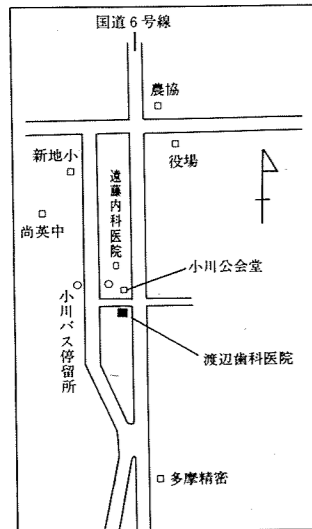 国道6号線
農協
新地小
役場
遠藤内科医院
尚英中
小川公会堂
小川バス停留所
渡辺歯科医院
多摩精密